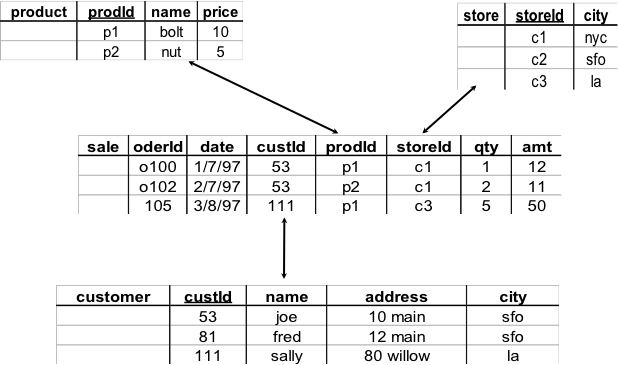 product prodId name price
p1 bolt 10
p2 nut 5
store storeId city
c1 nyc
c2 sfo
c3 la
sale oderId date custId prodId storeId qty amt
o100 1/7/97 53 p1 c1 1 12
o102 2/7/97 53 p2 c1 2 11
105 3/8/97 111 p1 c3 5 50
customer custId name address city
53 joe 10 main sfo
81 fred 12 main sfo
111 sally 80 willow la